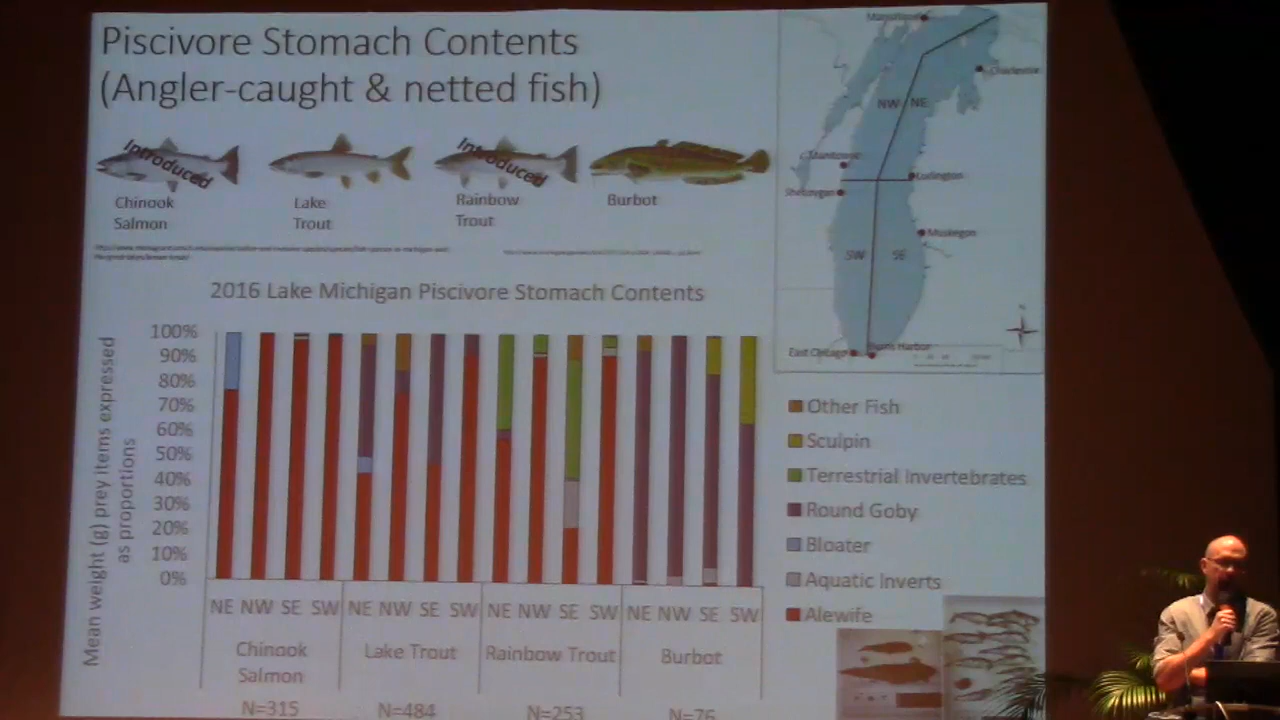 Piscivore Stomach Contents
(Angler-caught & netted fish)
Introduced
Introduced
Chinook
Salmon
Lake
Trout
Rainbow
Trout
Burbot
NW
NE
Charlevoix
Manitowoc
Ludington
Sheboygan
Muskegon
SW
SE
East Chicago
Burns Harbor
2016 Lake Michigan Piscivore Stomach Contents
Mean weight (g) prey items expressed
as proportions
100%
90%
80%
70%
60%
50%
40%
30%
20%
10%
0%
NE NW SE SW NE NW SE SW NE NW SE SW NE NW SE SW
Chinook
Salmon
Lake Trout
Rainbow Trout
Burbot
N=315
N=484
N=253
N=76
Other Fish
Sculpin
Terrestrial Invertebrates
Round Goby
Bloater
Aquatic Inverts
Alewife